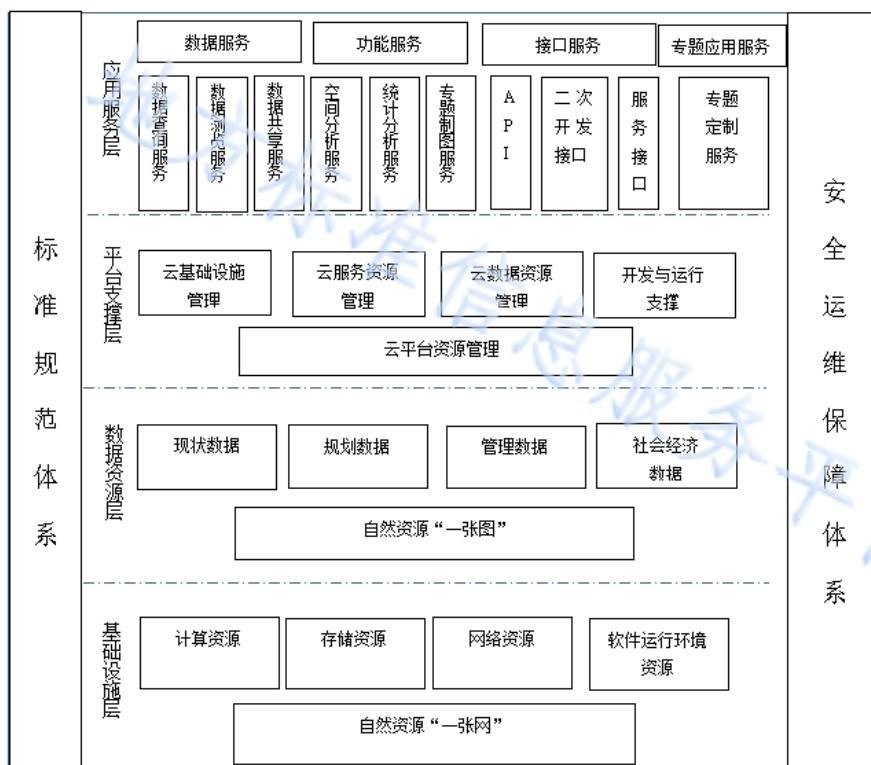 标准规范体系
应用服务层
数据服务
功能服务
接口服务
专题应用服务
数据查询服务
数据浏览服务
数据共享服务
空间分析服务
统计分析服务
专题制图服务
API
二次
开发
接口
服务接口
专题
定制
服务
平台支撑层
云基础设施
管理
云服务资源
管理
云数据资源
管理
开发与运行
支撑
云平台资源管理
数据资源层
现状数据
规划数据
管理数据
社会经济
数据
自然资源“一张图”
基础设施层
计算资源
存储资源
网络资源
软件运行环境
资源
自然资源“一张网”
安全运维保障体系
地方标准信息服务平